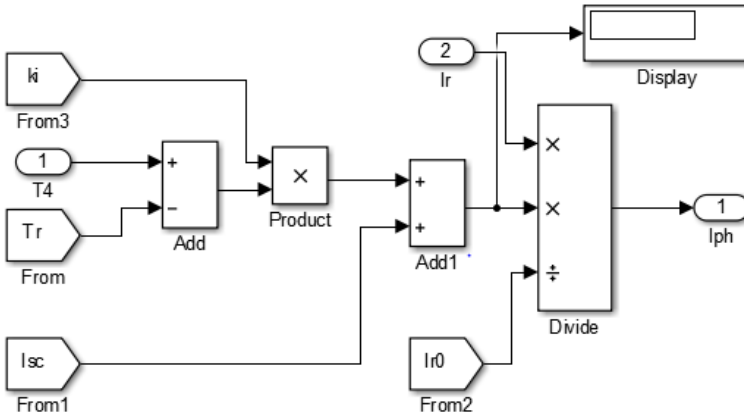 2
Ir
Display
ki
From3
1
T4
+
−
Add
×
Product
Tr
From
+
+
Add1
×
×
÷
Divide
1
Iph
Isc
From1
Ir0
From2